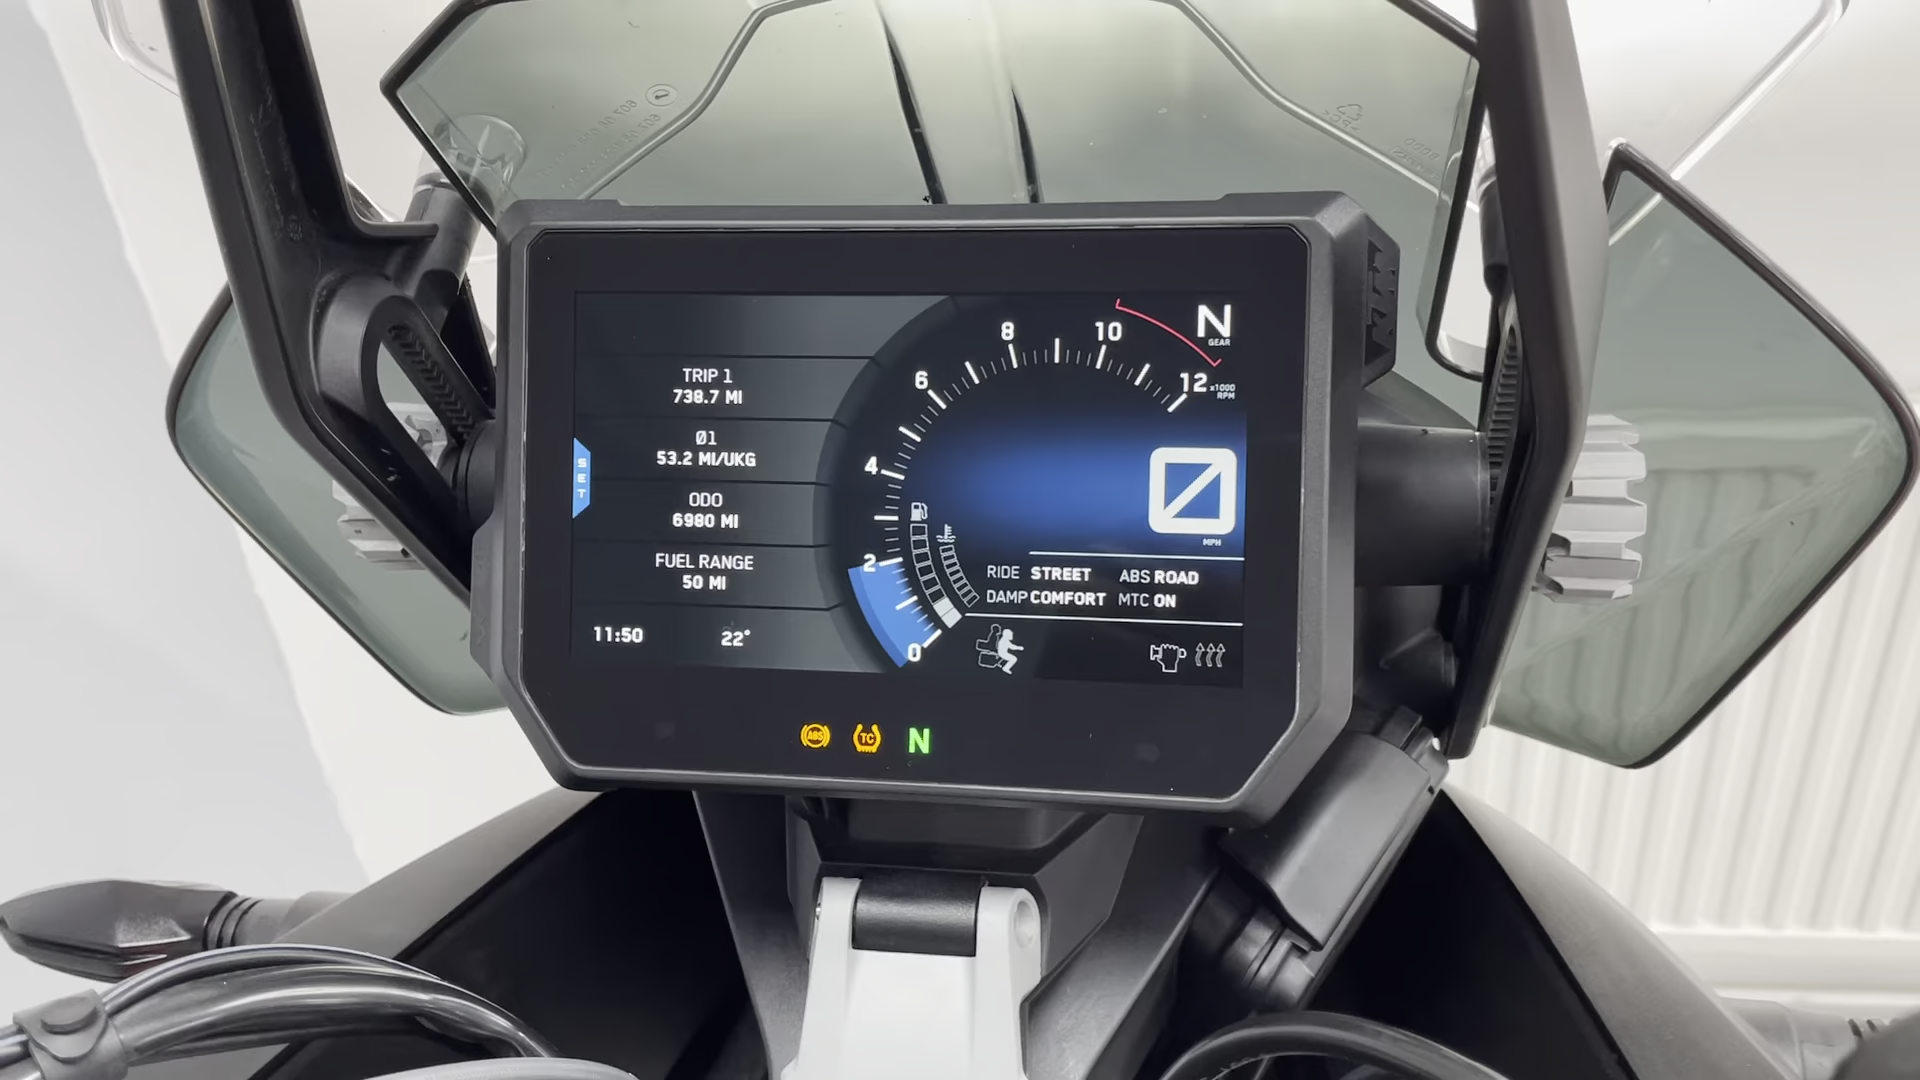 8
10
N
GEAR
6
12
x1000
RPM
TRIP 1
738.7 MI
Ø1
53.2 MI/UKG
4
SET
ODO
6980 MI
FUEL RANGE
50 MI
2
0
MPH
RIDE STREET ABS ROAD
DAMP COMFORT MTC ON
11:50 22°
0
ABS TC N
KTM